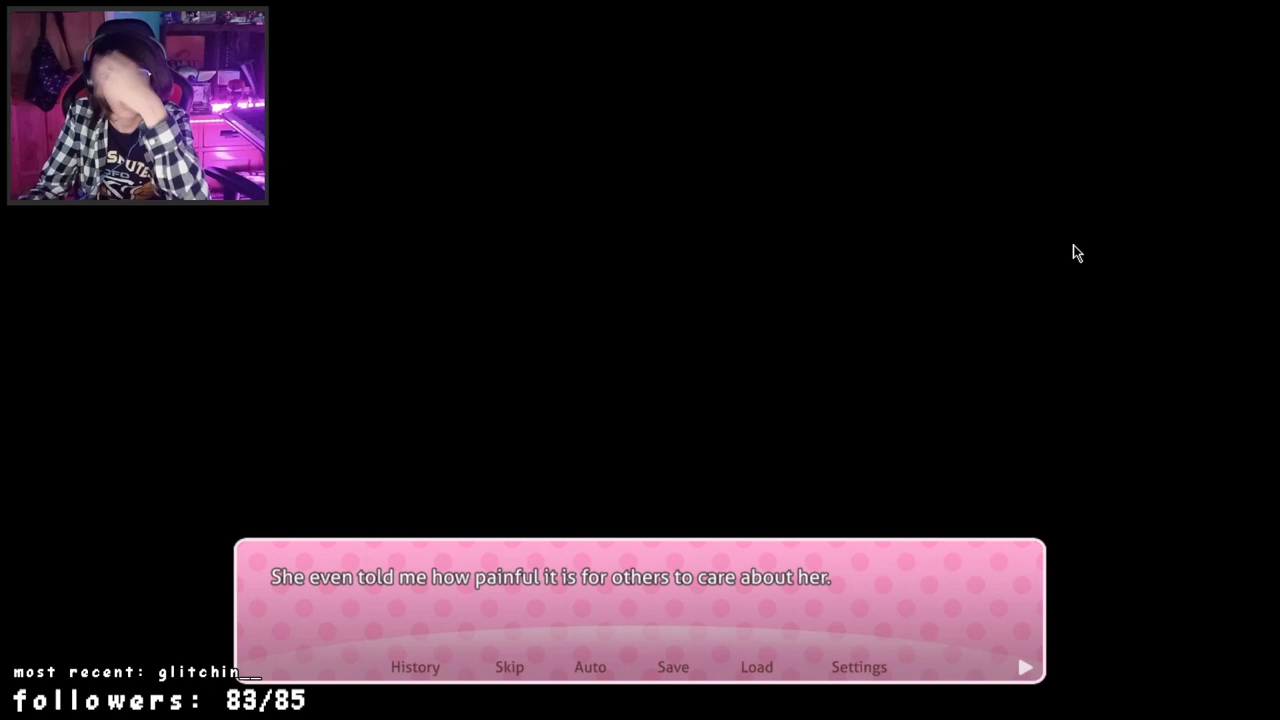 She even told me how painful it is for others to care about her.
History Skip Auto Save Load Settings
most recent: glitchin__
followers: 83/85